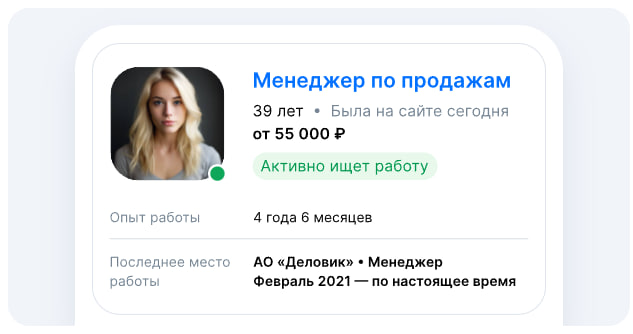 Менеджер по продажам
39 лет • Была на сайте сегодня
от 55 000 ₽
Активно ищет работу
Опыт работы 4 года 6 месяцев
Последнее место работы
АО «Деловик» • Менеджер
Февраль 2021 — по настоящее время